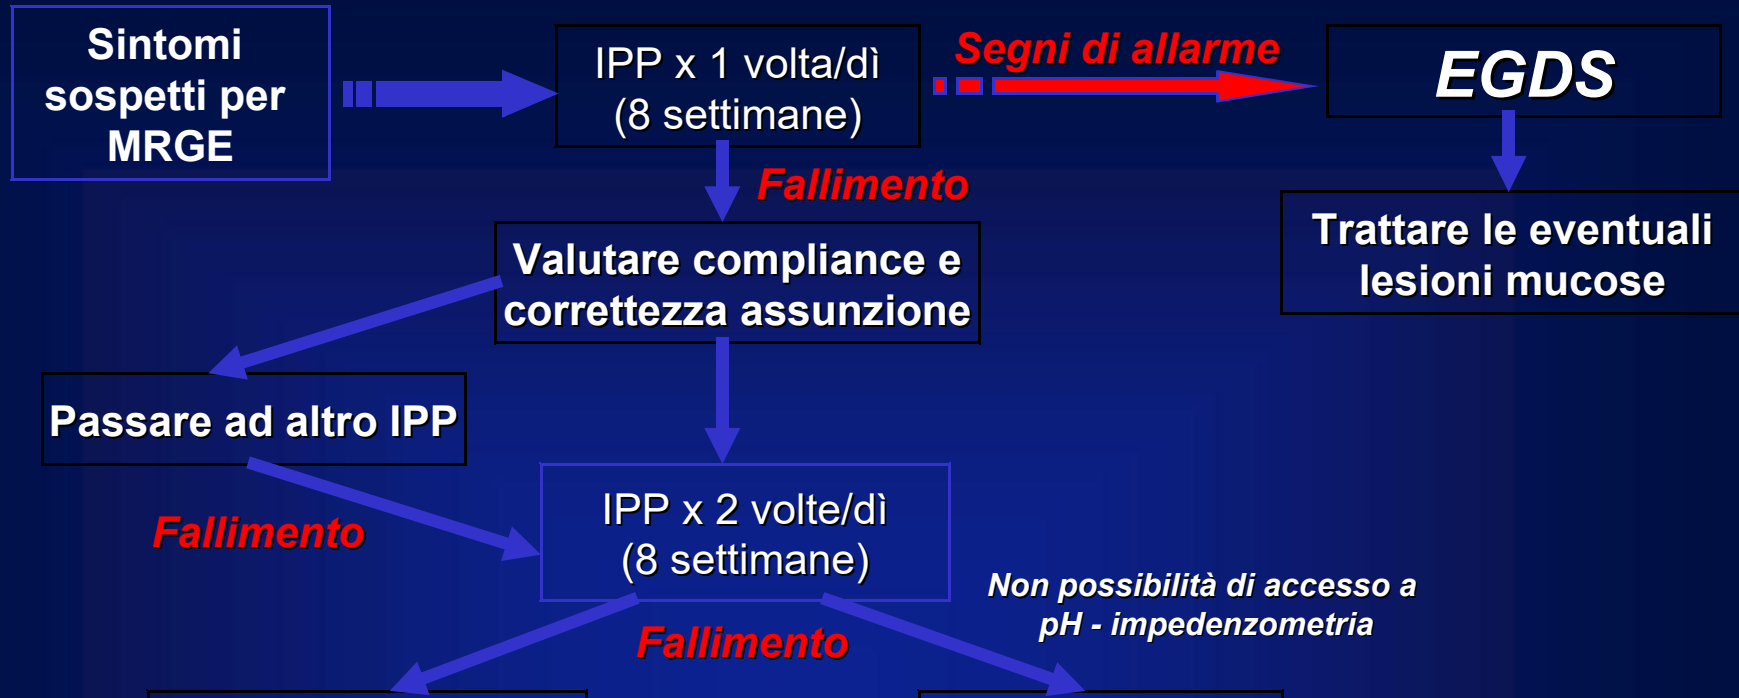 Sintomi
sospetti per
MRGE
IPP x 1 volta/dì
(8 settimane)
Segni di allarme
EGDS
Fallimento
Trattare le eventuali
lesioni mucose
Valutare compliance e
correttezza assunzione
Passare ad altro IPP
Fallimento
IPP x 2 volte/dì
(8 settimane)
Non possibilità di accesso a
pH - impedenzometria
Fallimento